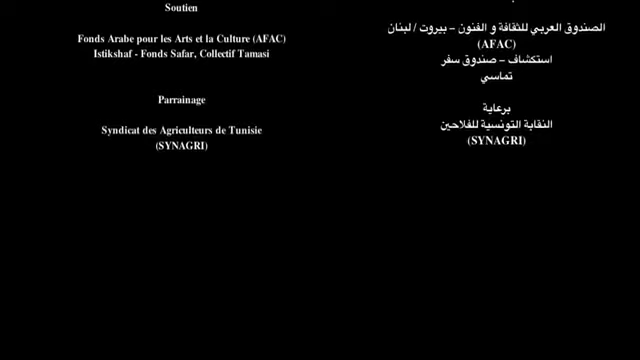 Soutien
Fonds Arabe pour les Arts et la Culture (AFAC)
Istikshaf - Fonds Safar, Collectif Tamasi
Parrainage
Syndicat des Agriculteurs de Tunisie
(SYNAGRI)
الصندوق العربي للثقافة و الفنون – بيروت / لبنان
(AFAC)
استكشاف – صندوق سفر
تماسي
برعاية
النقابة التونسية للفلاحين
(SYNAGRI)